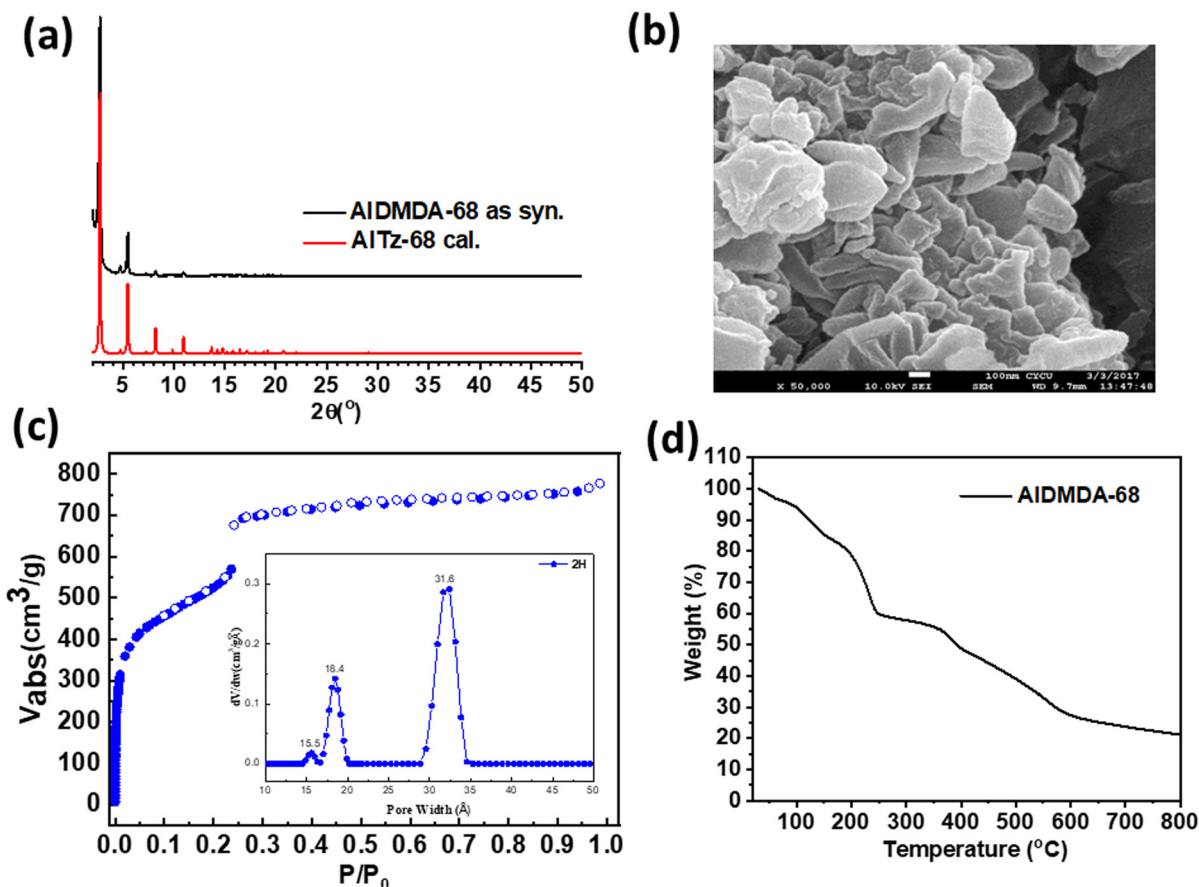 (a)
AlDMDA-68 as syn.
AlTz-68 cal.
5 10 15 20 25 30 35 40 45 50
2θ(°)
(b)
100nm CYCU 3/3/2017
X 50,000 10.0kV SEI SEM WD 9.7mm 13:47:48
(c)
800
700
600
500
400
300
200
100
0
Vabs(cm³/g)
0.0 0.1 0.2 0.3 0.4 0.5 0.6 0.7 0.8 0.9 1.0
P/P₀
2H
31.6
18.4
15.5
0.3
0.2
0.1
0.0
dV/dw(cm³/gÅ)
10 15 20 25 30 35 40 45 50
Pore Width (Å)
(d)
AlDMDA-68
110
100
90
80
70
60
50
40
30
20
10
0
Weight (%)
100 200 300 400 500 600 700 800
Temperature (°C)